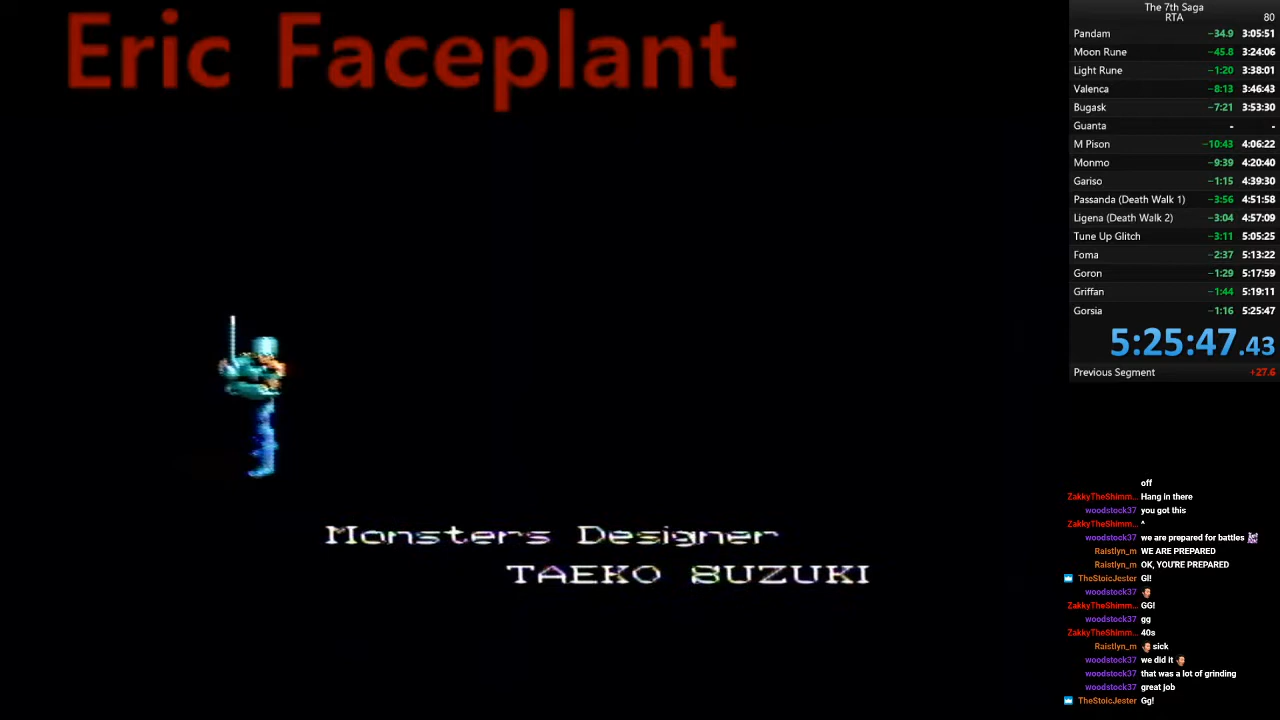 Eric Faceplant
Monsters Designer
TAEKO SUZUKI
The 7th Saga
RTA 80
Pandam -34.9 3:05:51
Moon Rune -45.8 3:24:06
Light Rune -1:20 3:38:01
Valenca -8:13 3:46:43
Bugask -7:21 3:53:30
Guanta - -
M Pison -10:43 4:06:22
Monmo -9:39 4:20:40
Gariso -1:15 4:39:30
Passanda (Death Walk 1) -3:56 4:51:58
Ligena (Death Walk 2) -3:04 4:57:09
Tune Up Glitch -3:11 5:05:25
Foma -2:37 5:13:22
Goron -1:29 5:17:59
Griffan -1:44 5:19:11
Gorsia -1:16 5:25:47
5:25:47.43
Previous Segment +27.6
off
ZakkyTheShimm... Hang in there
woodstock37 you got this
ZakkyTheShimm... ^
woodstock37 we are prepared for battles
Raistlyn_m WE ARE PREPARED
Raistlyn_m OK, YOU'RE PREPARED
TheStoicJester Gl!
woodstock37
ZakkyTheShimm... GG!
woodstock37 gg
ZakkyTheShimm... 40s
Raistlyn_m sick
woodstock37 we did it
woodstock37 that was a lot of grinding
woodstock37 great job
TheStoicJester Gg!